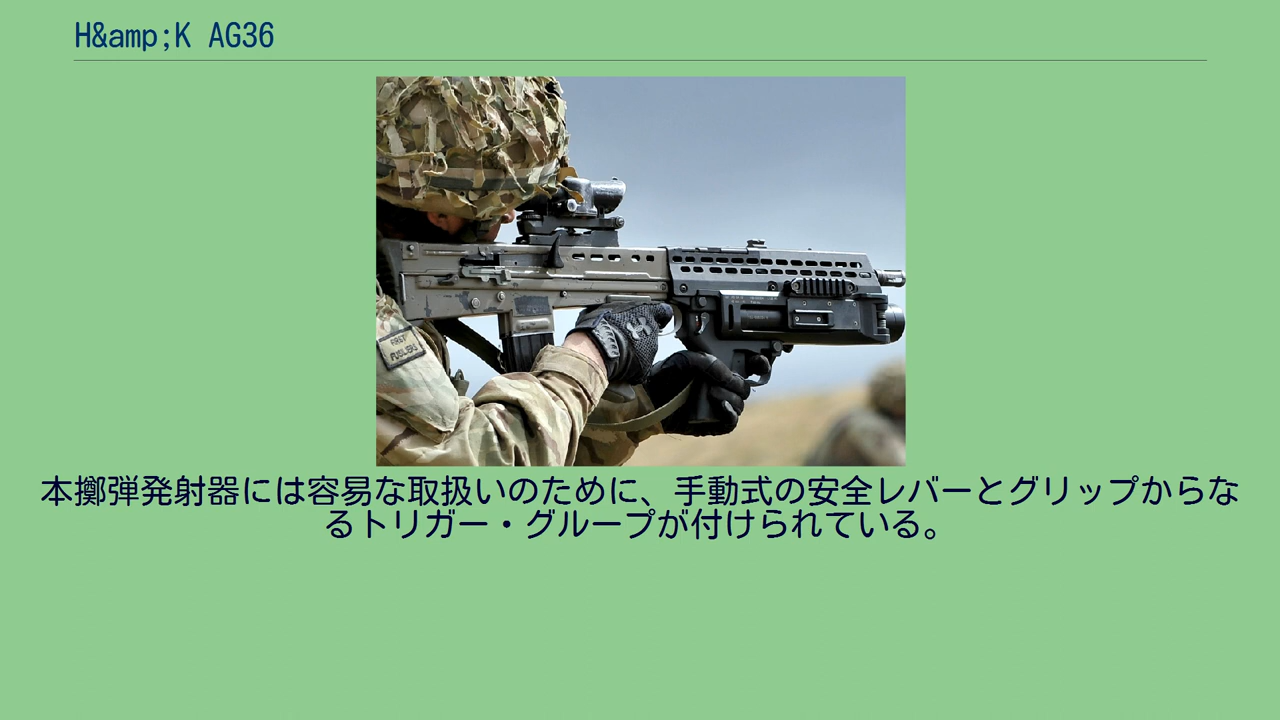 H&amp;K AG36
本擲弾発射器には容易な取扱いのために、手動式の安全レバーとグリップからな
るトリガー・グループが付けられている。